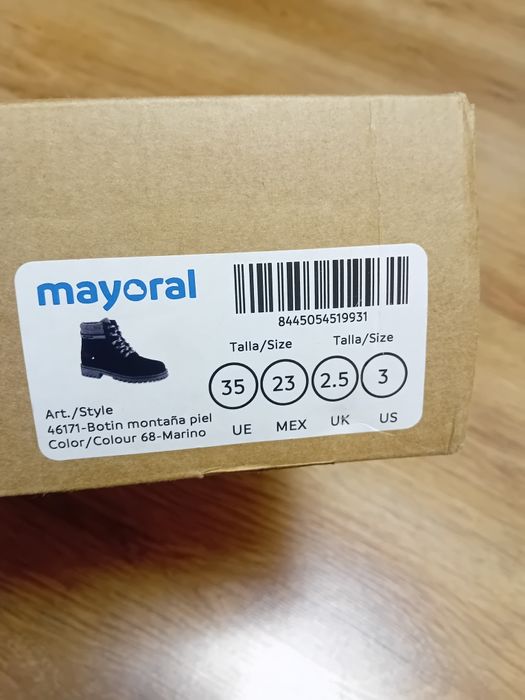 mayoral
8445054519931
Talla/Size Talla/Size
35 23 2.5 3
UE MEX UK US
Art./Style
46171-Botin montaña piel
Color/Colour 68-Marino